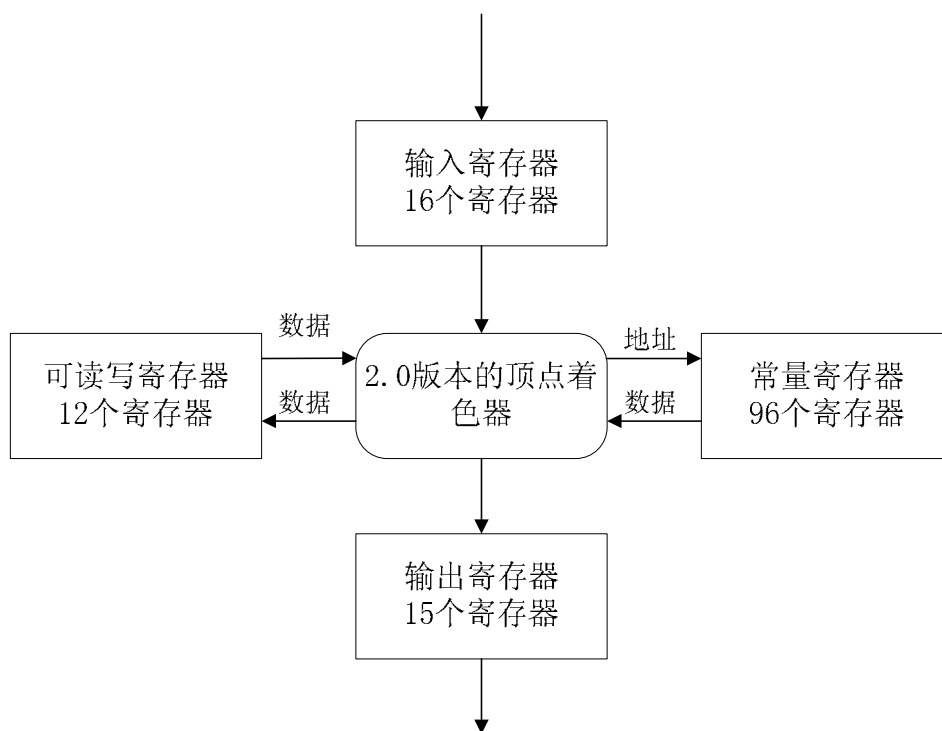 输入寄存器
16个寄存器
数据
地址
可读写寄存器
12个寄存器
数据
2.0版本的顶点着
色器
数据
常量寄存器
96个寄存器
输出寄存器
15个寄存器